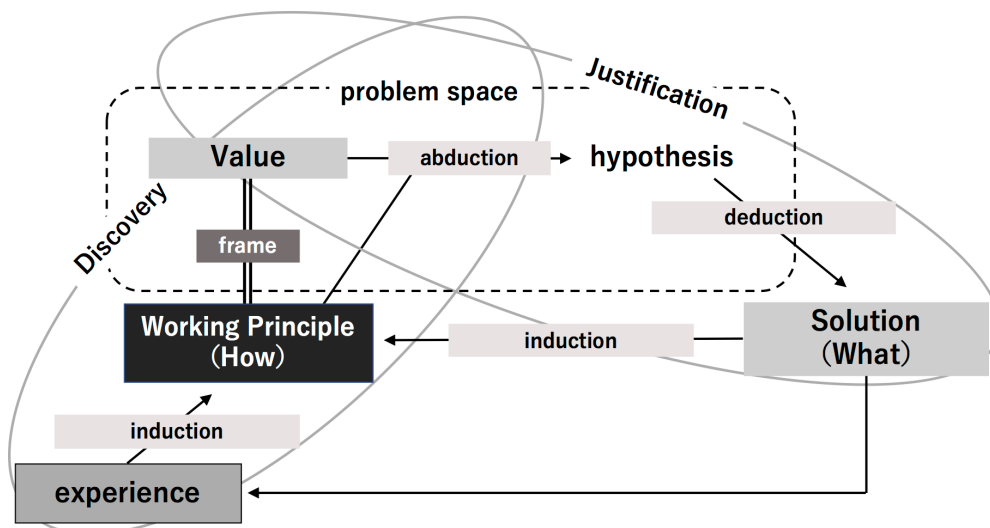 Justification
problem space
Value
abduction
hypothesis
Discovery
deduction
frame
Working Principle
（How）
induction
Solution
（What）
induction
experience